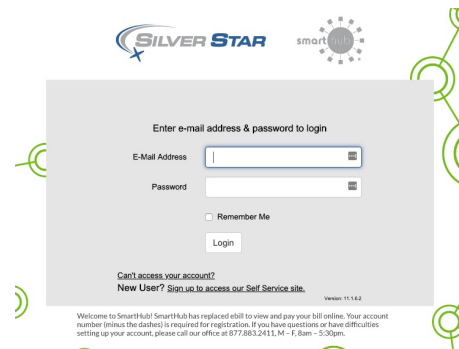 SILVER STAR
smart hub
Enter e-mail address & password to login
E-Mail Address
Password
Remember Me
Login
Can't access your account?
New User? Sign up to access our Self Service site.
Version: 11.1.6.2
Welcome to SmartHub! SmartHub has replaced ebill to view and pay your bill online. Your account
number (minus the dashes) is required for registration. If you have questions or have difficulties
setting up your account, please call our office at 877.883.2411, M – F, 8am – 5:30pm.